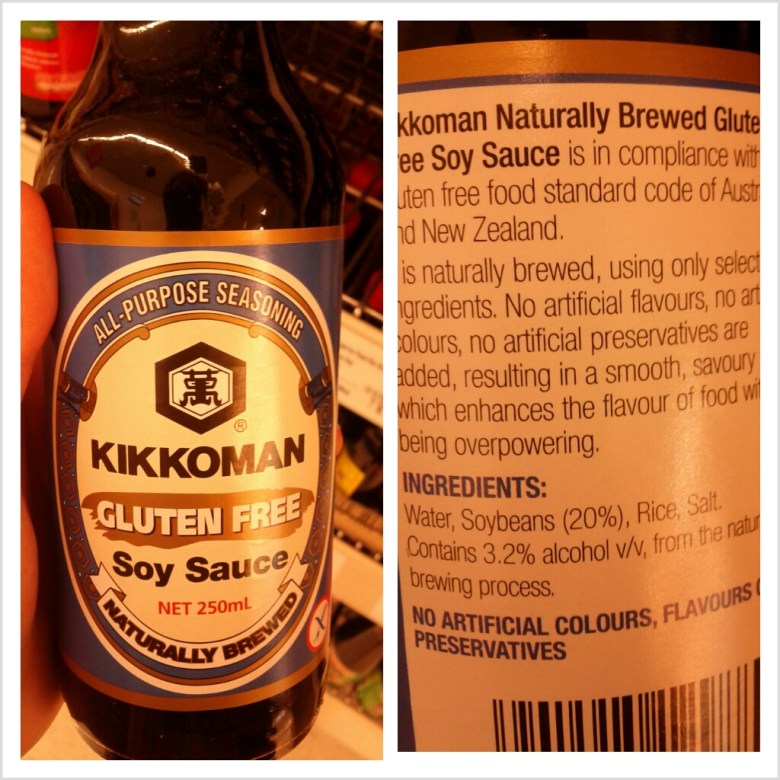 ALL-PURPOSE SEASONING
萬
®
KIKKOMAN
GLUTEN FREE
Soy Sauce
NET 250mL
NATURALLY BREWED
kkoman Naturally Brewed Glute
ee Soy Sauce is in compliance with
uten free food standard code of Austr
nd New Zealand.
is naturally brewed, using only select
ngredients. No artificial flavours, no art
colours, no artificial preservatives are
added, resulting in a smooth, savoury
which enhances the flavour of food wit
being overpowering.
INGREDIENTS:
Water, Soybeans (20%), Rice, Salt.
(Contains 3.2% alcohol v/v, from the natur
brewing process.
NO ARTIFICIAL COLOURS, FLAVOURS O
PRESERVATIVES